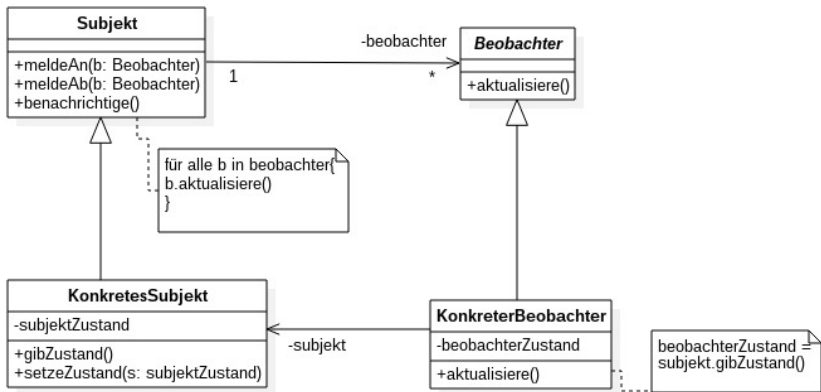 Subjekt
+meldeAn(b: Beobachter)
+meldeAb(b: Beobachter)
+benachrichtige()
-beobachter
1
*
Beobachter
+aktualisiere()
für alle b in beobachter{
b.aktualisiere()
}
KonkretesSubjekt
-subjektZustand
+gibZustand()
+setzeZustand(s: subjektZustand)
-subjekt
KonkreterBeobachter
-beobachterZustand
+aktualisiere()
beobachterZustand =
subjekt.gibZustand()